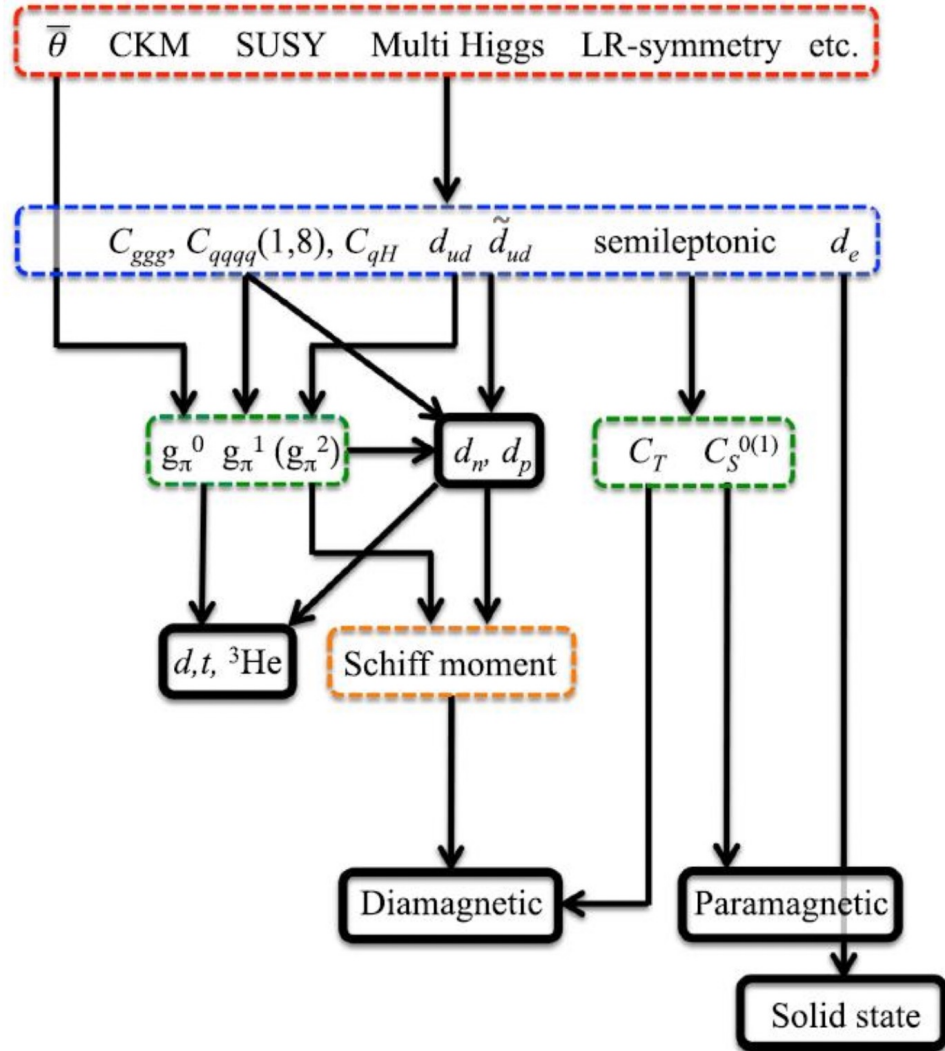 θ̅ CKM SUSY Multi Higgs LR-symmetry etc.
C_ggg, C_qqqq(1,8), C_qH d_ud d̃_ud semileptonic d_e
g_π^0 g_π^1 (g_π^2)
d_n, d_p
C_T C_S^0(1)
d,t, ³He
Schiff moment
Diamagnetic
Paramagnetic
Solid state